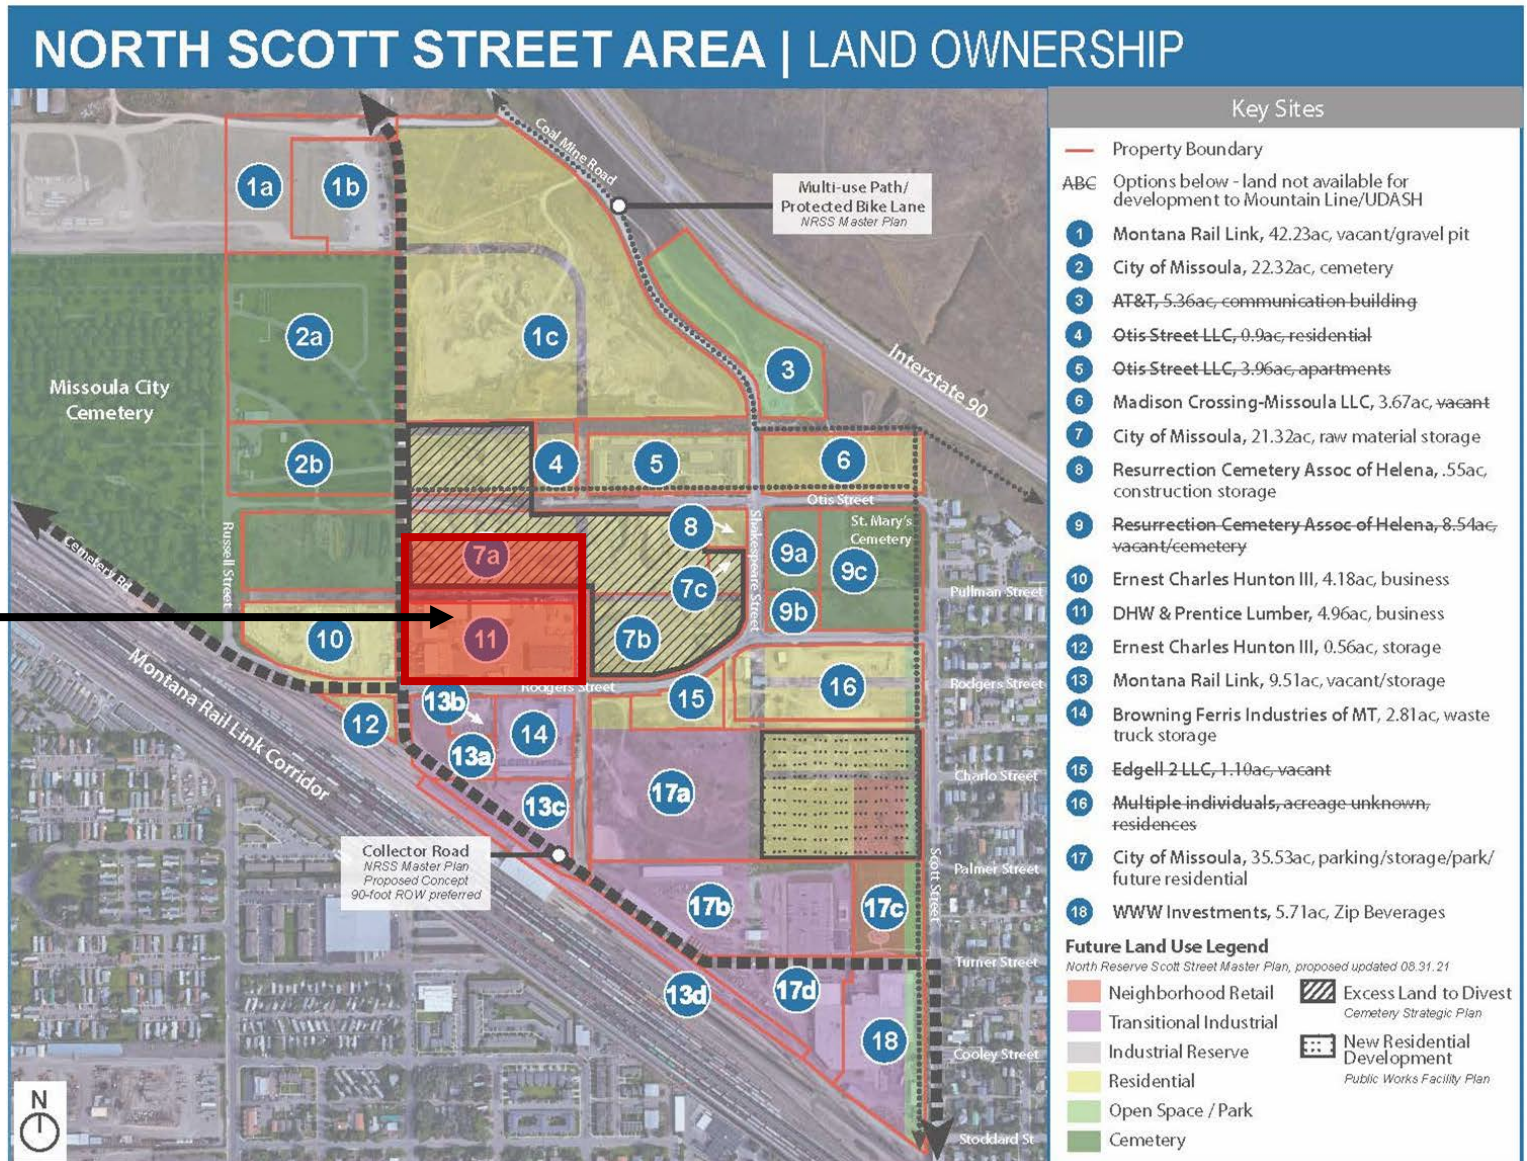 NORTH SCOTT STREET AREA | LAND OWNERSHIP
Coal Mine Road
Multi-use Path/
Protected Bike Lane
NRSS Master Plan
Interstate 90
1a
1b
1c
2a
2b
3
4
5
6
Missoula City
Cemetery
Otis Street
Russell Street
Cemetery Rd
Shakespeare Street
St. Mary's
Cemetery
7a
7b
7c
8
9a
9b
9c
10
11
12
Pullman Street
Rodgers Street
Rodgers Street
Montana Rail Link Corridor
13b
13a
13c
13d
14
15
16
17a
17b
17c
17d
18
Charlo Street
Palmer Street
Scott Street
Turner Street
Cooley Street
Stoddard St
Collector Road
NRSS Master Plan
Proposed Concept
90-foot ROW preferred
N
Key Sites
Property Boundary
ABC Options below - land not available for
development to Mountain Line/UDASH
1 Montana Rail Link, 42.23ac, vacant/gravel pit
2 City of Missoula, 22.32ac, cemetery
3 AT&T, 5.36ac, communication building
4 Otis Street LLC, 0.9ac, residential
5 Otis Street LLC, 3.96ac, apartments
6 Madison Crossing-Missoula LLC, 3.67ac, vacant
7 City of Missoula, 21.32ac, raw material storage
8 Resurrection Cemetery Assoc of Helena, .55ac,
construction storage
9 Resurrection Cemetery Assoc of Helena, 8.54ac,
vacant/cemetery
10 Ernest Charles Hunton III, 4.18ac, business
11 DHW & Prentice Lumber, 4.96ac, business
12 Ernest Charles Hunton III, 0.56ac, storage
13 Montana Rail Link, 9.51ac, vacant/storage
14 Browning Ferris Industries of MT, 2.81ac, waste
truck storage
15 Edgell 2 LLC, 1.10ac, vacant
16 Multiple individuals, acreage unknown,
residences
17 City of Missoula, 35.53ac, parking/storage/park/
future residential
18 WWW Investments, 5.71ac, Zip Beverages
Future Land Use Legend
North Reserve Scott Street Master Plan, proposed updated 08.31.21
Neighborhood Retail
Transitional Industrial
Industrial Reserve
Residential
Open Space / Park
Cemetery
Excess Land to Divest
Cemetery Strategic Plan
New Residential
Development
Public Works Facility Plan